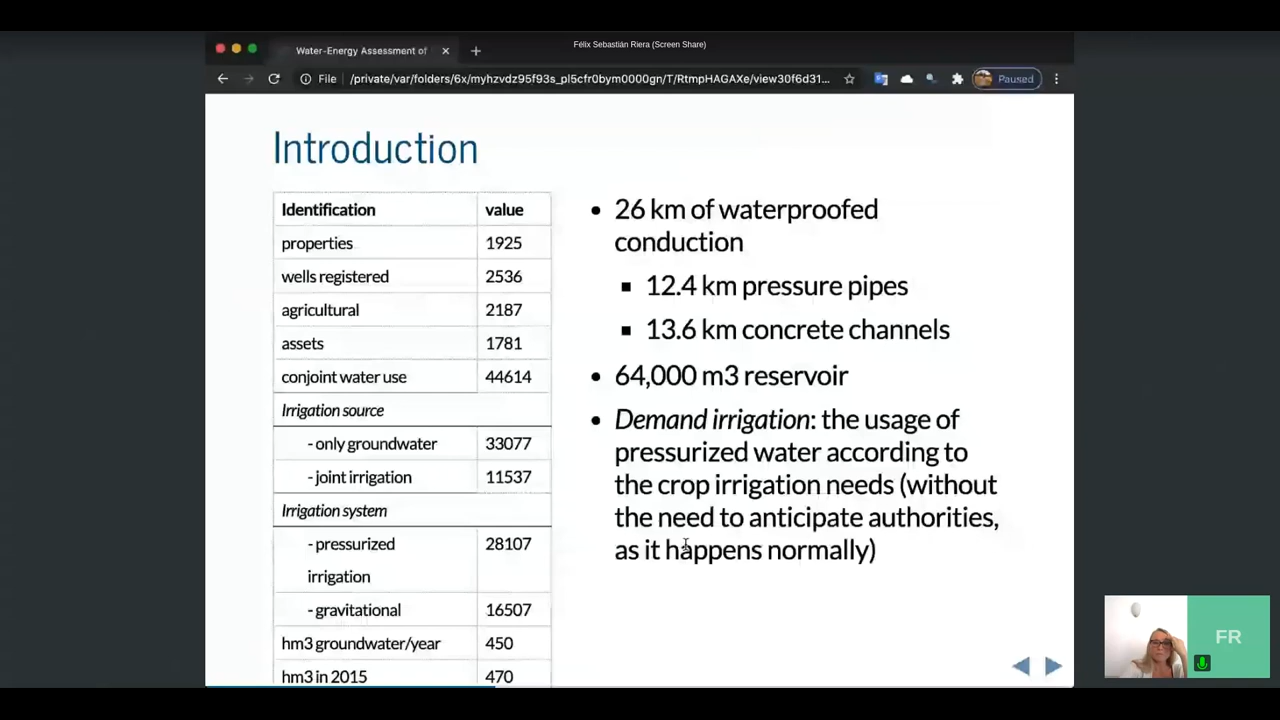 Félix Sebastián Riera (Screen Share)
Water-Energy Assessment of
File
/private/var/folders/6x/myhzvdz95f93s_pl5cfr0bym0000gn/T/RtmpHAGAXe/view30f6d31...
Paused
Introduction
Identification value
properties 1925
wells registered 2536
agricultural 2187
assets 1781
conjoint water use 44614
Irrigation source
- only groundwater 33077
- joint irrigation 11537
Irrigation system
- pressurized 28107
irrigation
- gravitational 16507
hm3 groundwater/year 450
hm3 in 2015 470
• 26 km of waterproofed
conduction
▪ 12.4 km pressure pipes
▪ 13.6 km concrete channels
• 64,000 m3 reservoir
• Demand irrigation: the usage of
pressurized water according to
the crop irrigation needs (without
the need to anticipate authorities,
as it happens normally)
FR